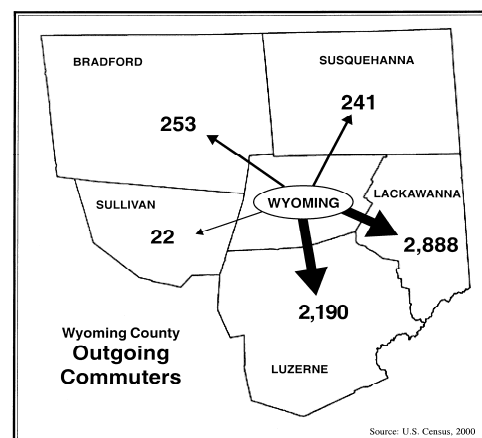 BRADFORD
SUSQUEHANNA
241
253
LACKAWANNA
WYOMING
SULLIVAN
22
2,888
2,190
Wyoming County
Outgoing
Commuters
LUZERNE
Source: U.S. Census, 2000